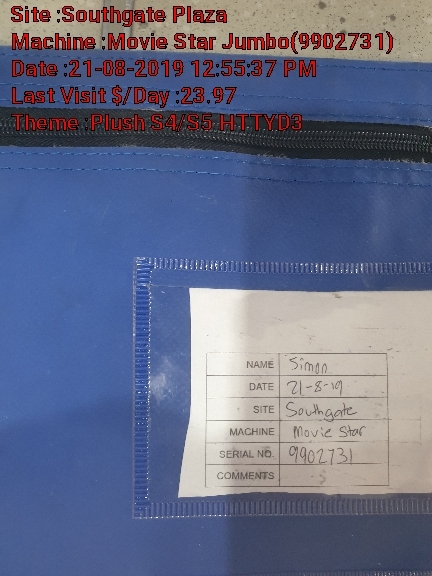 Site :Southgate Plaza
Machine :Movie Star Jumbo(9902731)
Date :21-08-2019 12:55:37 PM
Last Visit $/Day :23.97
Theme :Plush S4/S5 HTTYD3
NAME Simon
DATE 21-8-19
SITE Southgate
MACHINE Movie Star
SERIAL NO. 9902731
COMMENTS